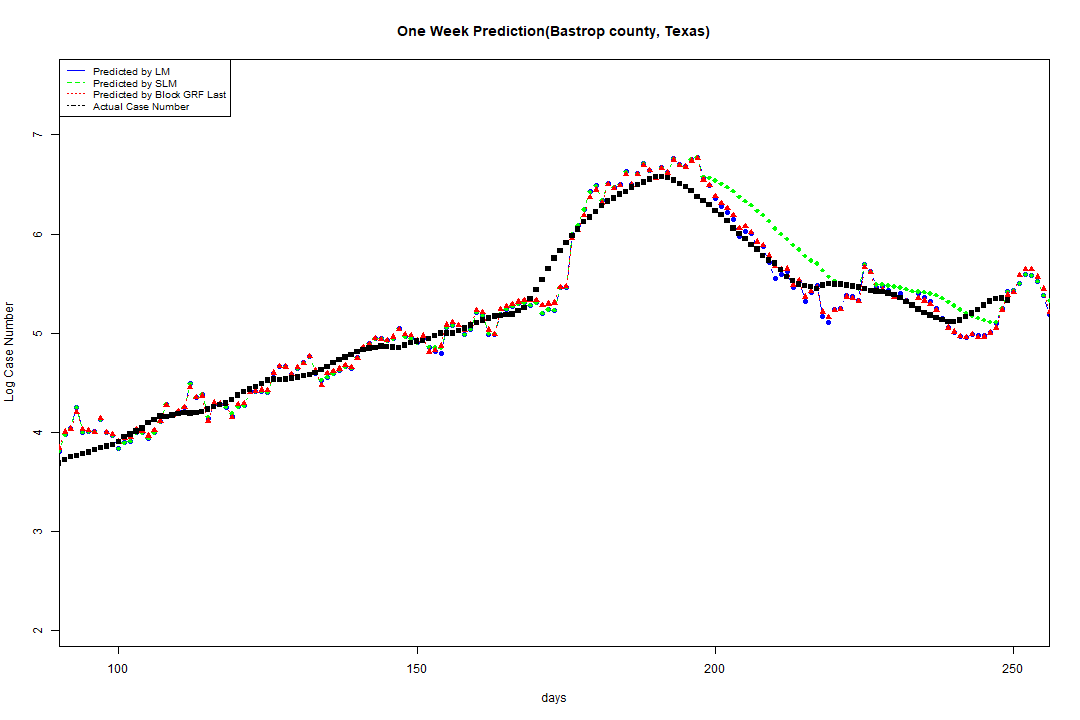 One Week Prediction(Bastrop county, Texas)
Predicted by LM
Predicted by SLM
Predicted by Block GRF Last
Actual Case Number
7
6
5
4
3
2
Log Case Number
100 150 200 250
days